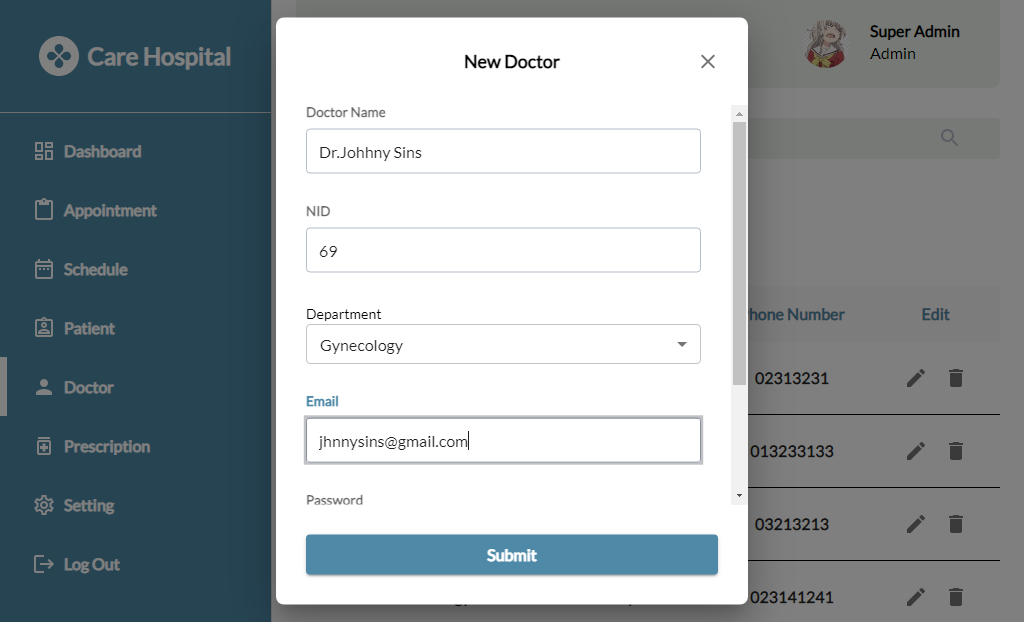 Care Hospital
Dashboard
Appointment
Schedule
Patient
Doctor
Prescription
Setting
Log Out
Super Admin
Admin
New Doctor
Doctor Name
Dr.Johhny Sins
NID
69
Department
Gynecology
Email
jhnnysins@gmail.com
Password
Submit
Phone Number Edit
02313231
013233133
03213213
023141241